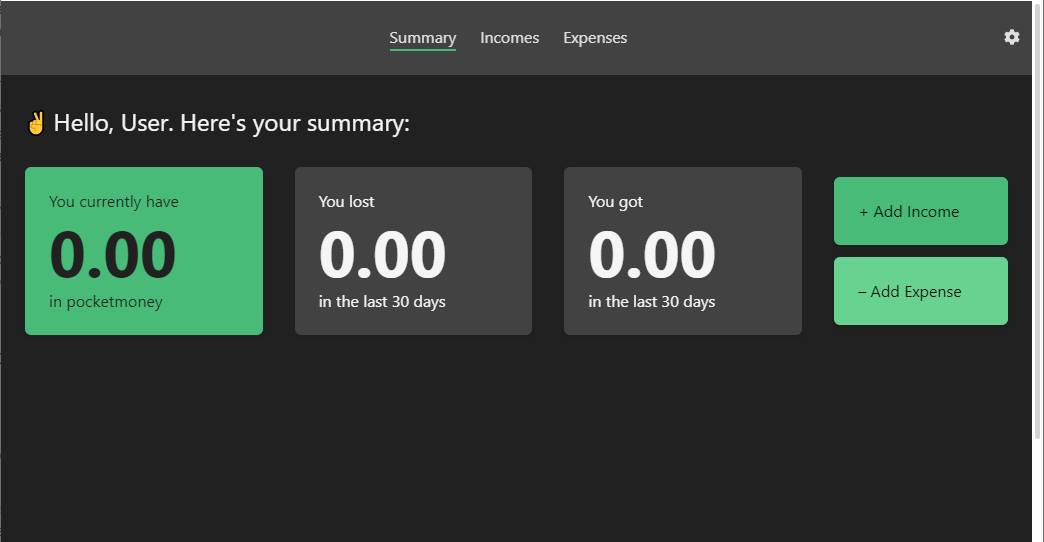 Summary Incomes Expenses
✌ Hello, User. Here's your summary:
You currently have
0.00
in pocketmoney
You lost
0.00
in the last 30 days
You got
0.00
in the last 30 days
+ Add Income
– Add Expense